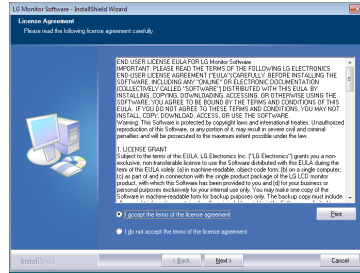 LG Monitor Software - InstallShield Wizard
License Agreement
Please read the following license agreement carefully.
END USER LICENSE EULA FOR LG Monitor Software
IMPORTANT: PLEASE READ THE TERMS OF THE FOLLOWING LG ELECTRONICS
END-USER LICENSE AGREEMENT ("EULA") CAREFULLY BEFORE INSTALLING THE
SOFTWARE, INCLUDING ANY "ONLINE" OR ELECTRONIC DOCUMENTATION
(COLLECTIVELY CALLED "SOFTWARE") DISTRIBUTED WITH THIS EULA. BY
INSTALLING, COPYING, DOWNLOADING, ACCESSING, OR OTHERWISE USING THE
SOFTWARE, YOU AGREE TO BE BOUND BY THE TERMS AND CONDITIONS OF THIS
EULA. IF YOU DO NOT AGREE TO THESE TERMS AND CONDITIONS, YOU MAY NOT
INSTALL, COPY, DOWNLOAD, ACCESS, OR USE THE SOFTWARE.
Warning: This Software is protected by copyright laws and international treaties. Unauthorized
reproduction of this Software, or any portion of it, may result in severe civil and criminal
penalties and will be prosecuted to the maximum extent possible under the law.
1. LICENSE GRANT
Subject to the terms of this EULA, LG Electronics Inc. ("LG Electronics") grants you a non-
exclusive, non-transferable license to use the Software distributed with this EULA during the
term of this EULA solely: (a) in machine-readable, object-code form; (b) on a single computer;
(c) as part of and in connection with the single product package of the LG LCD monitor
product, with which the Software has been provided to you and (d) for your business or
personal purposes exclusively for your internal use only. You may make one copy of the
Software in machine-readable form for backup purposes only. The backup copy must include
I accept the terms of the license agreement
Print
I do not accept the terms of the license agreement
InstallShield
< Back
Next >
Cancel